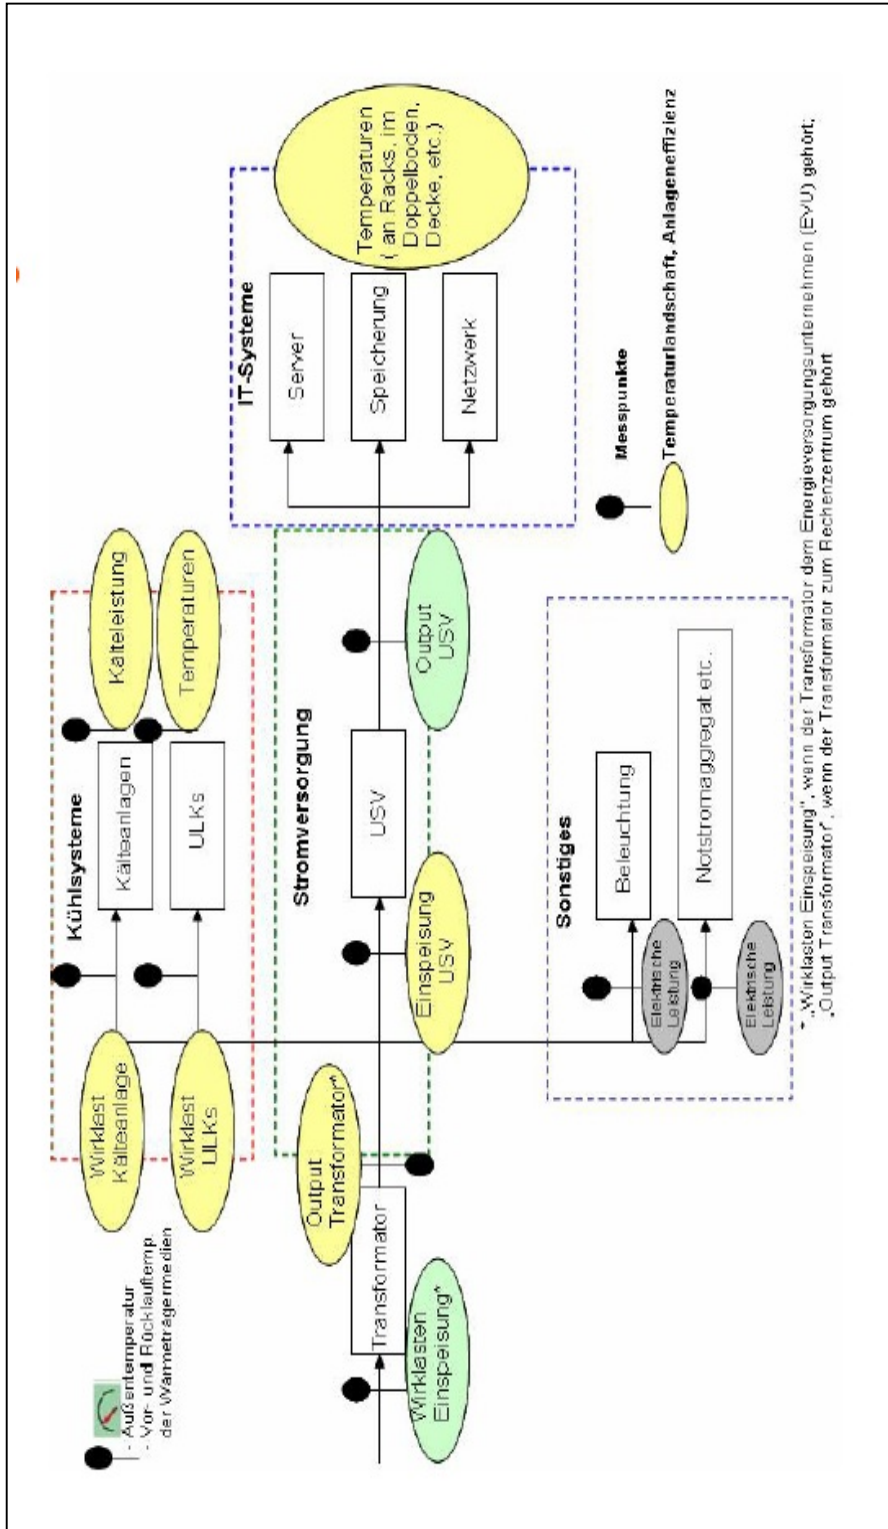 - Außentemperatur
- Vor- und Rücklauftemp.
der Wärmeträgermedien
Wirklast
Kälteanlage
Wirklast
ULKs
Kühlsysteme
Kälteanlagen
ULKs
Kälteleistung
Temperaturen
Wirklasten
Einspeisung*
Transformator
Output
Transformator*
Stromversorgung
Einspeisung
USV
USV
Output
USV
IT-Systeme
Server
Speicherung
Netzwerk
Temperaturen
( an Racks, im
Doppelboden,
Decke, etc.)
Sonstiges
Elektrische
Leistung
Beleuchtung
Elektrische
Leistung
Notstromaggregat etc.
Messpunkte
Temperaturlandschaft, Anlageneffizienz
* „Wirklasten Einspeisung", wenn der Transformator dem Energieversorgungsunternehmen (EVU) gehört;
„Output Transformator", wenn der Transformator zum Rechenzentrum gehört